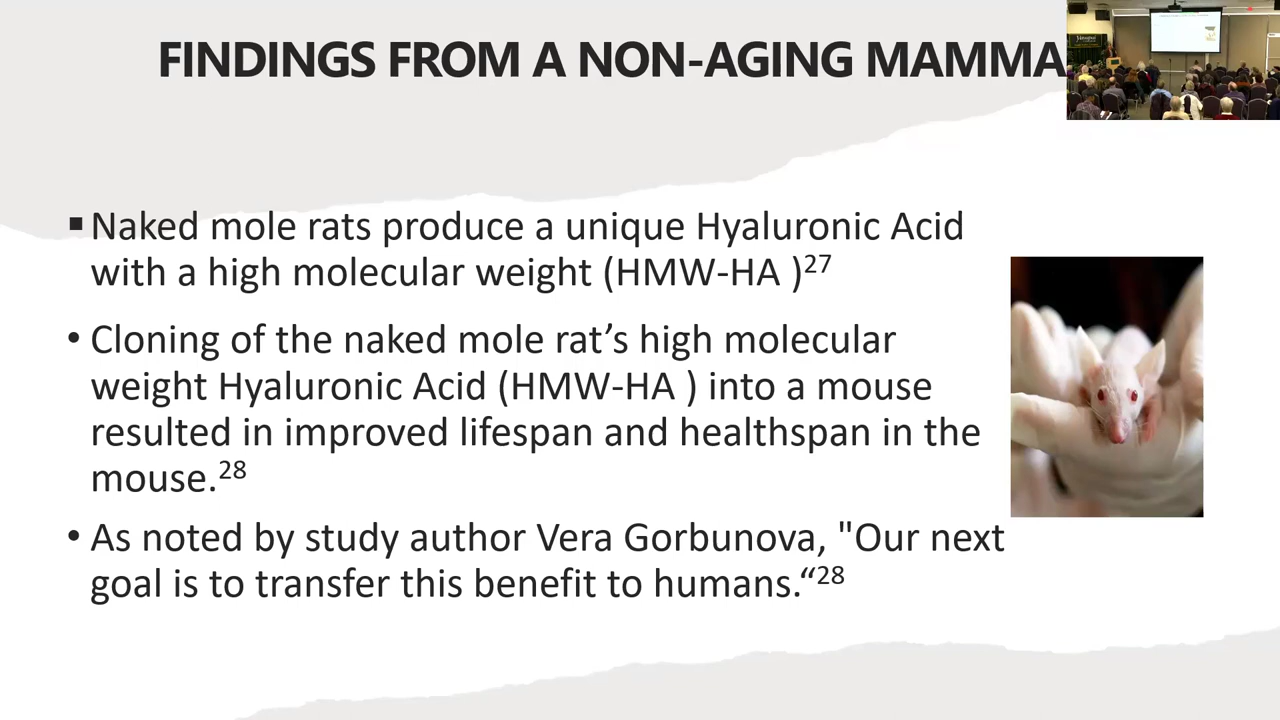 FINDINGS FROM A NON-AGING MAMMA
▪Naked mole rats produce a unique Hyaluronic Acid
with a high molecular weight (HMW-HA )27
• Cloning of the naked mole rat’s high molecular
weight Hyaluronic Acid (HMW-HA ) into a mouse
resulted in improved lifespan and healthspan in the
mouse.28
• As noted by study author Vera Gorbunova, "Our next
goal is to transfer this benefit to humans.“28